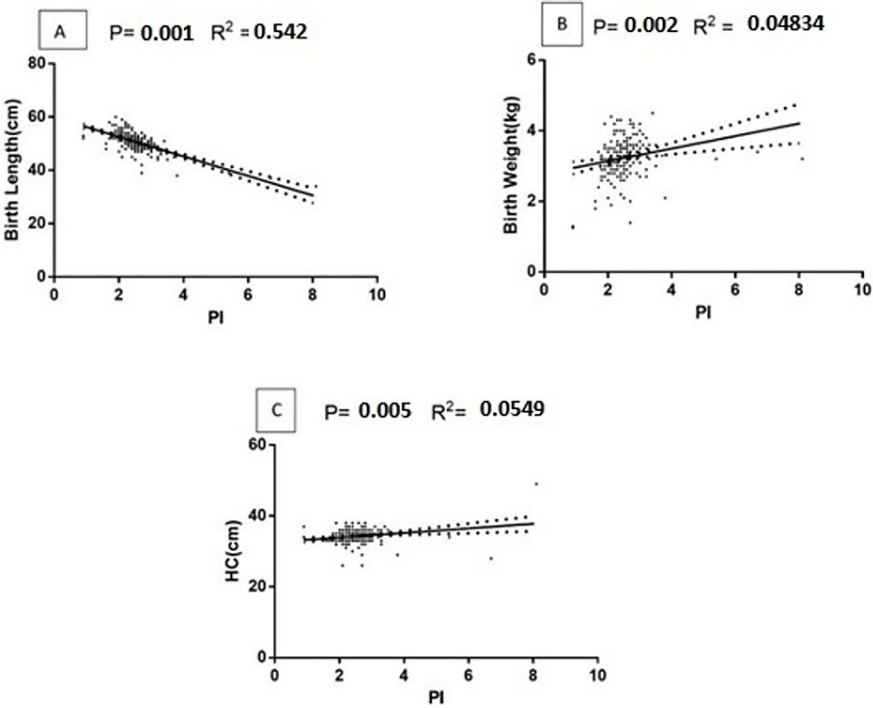 A P= 0.001 R² = 0.542
80
60
40
20
0
Birth Length(cm)
0 2 4 6 8 10
PI
B P= 0.002 R² = 0.04834
6
4
2
0
Birth Weight(kg)
0 2 4 6 8 10
PI
C P= 0.005 R²= 0.0549
60
40
20
0
HC(cm)
0 2 4 6 8 10
PI